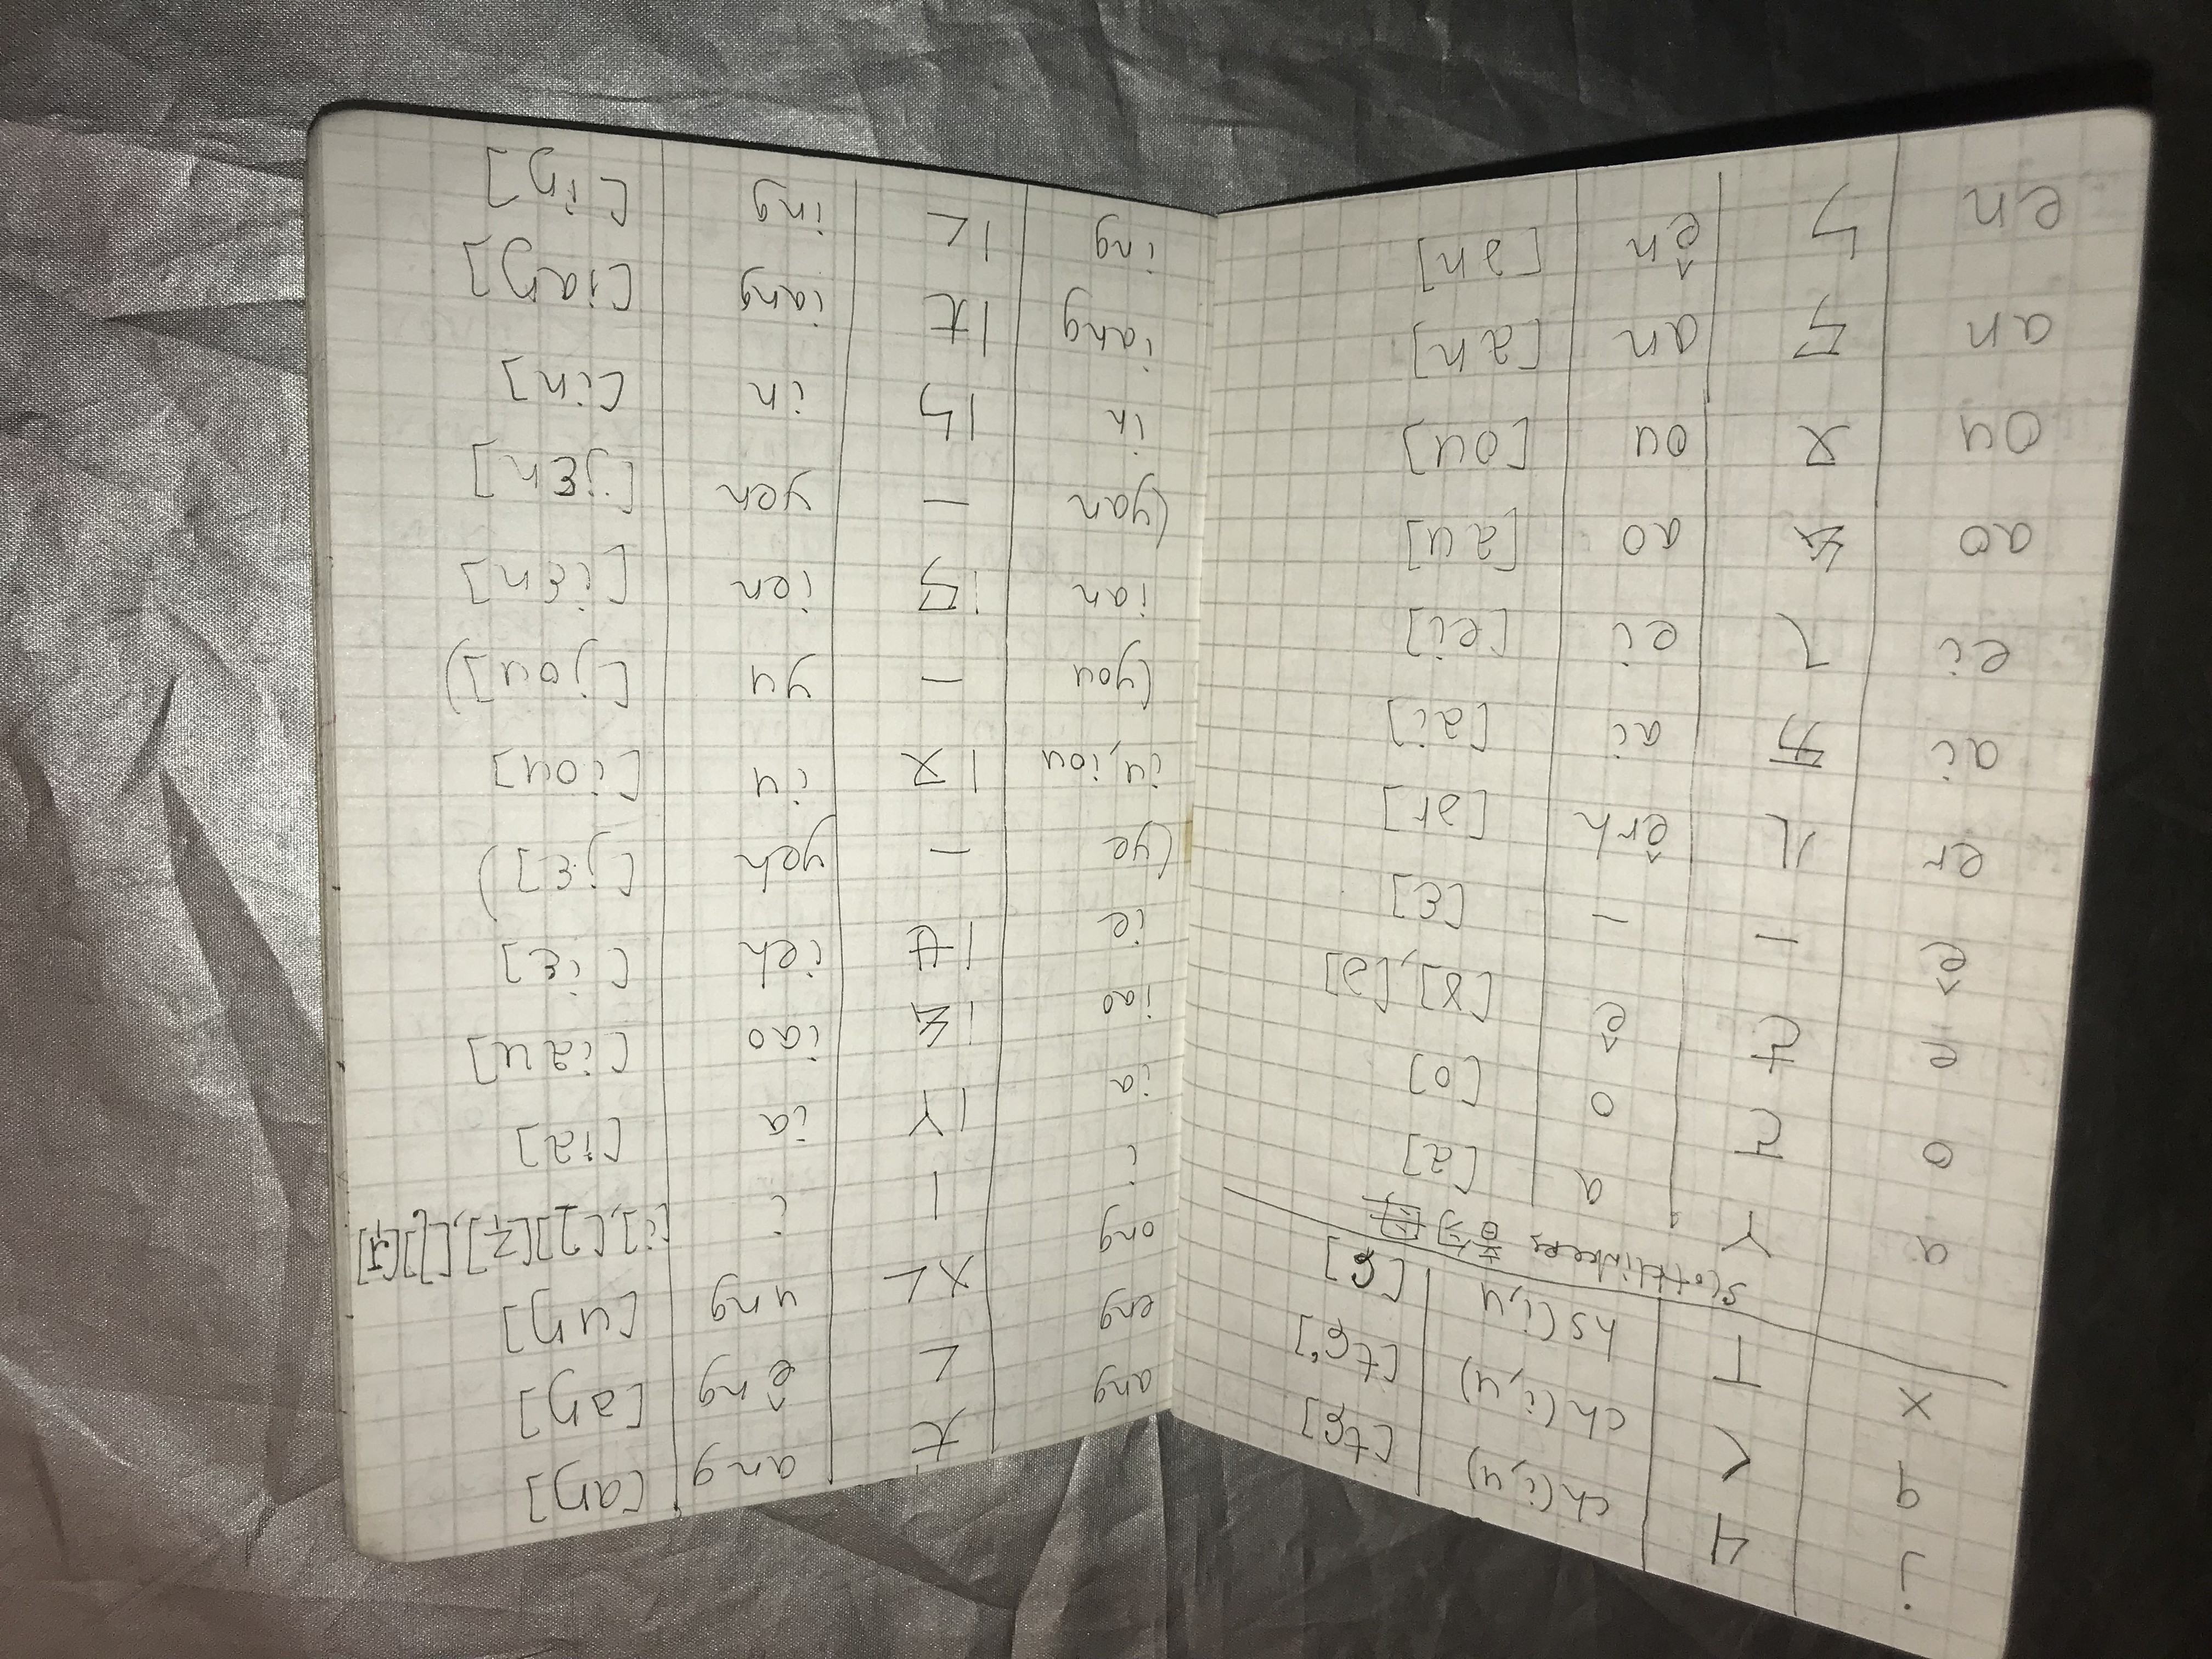 j ㄐ ch(i,u) [tɕ]
q ㄑ ch(i,u) [tɕ‘]
x ㄒ hs(i,u [ɕ]
Slotklinkers
a ㄚ a [a]
o ㄛ o [o]
e ㄜ ê [ɤ],[ə]
ê — — [ɛ]
er ㄦ êrh [ər]
ai ㄞ ai [ai]
ei ㄟ ei [ei]
ao ㄠ ao [au]
ou ㄡ ou [ou]
an ㄢ an [an]
en ㄣ ên [ən]
ang ㄤ ang [aŋ]
eng ㄥ êng [əŋ]
ong ㄨㄥ ung [uŋ]
i ㄧ i [i],
ia ㄧㄚ ia [ia]
iao ㄧㄠ iao [iau]
ie ㄧㄝ ieh [iɛ]
(ye — yeh [jɛ])
iu, iou ㄧㄡ iu [iou]
(you — yu [jou])
ian ㄧㄢ ien [iɛn]
(yan — yen [jɛn]
in ㄧㄣ in [in]
iang ㄧㄤ iang [iaŋ]
ing ㄧㄥ ing [iŋ]